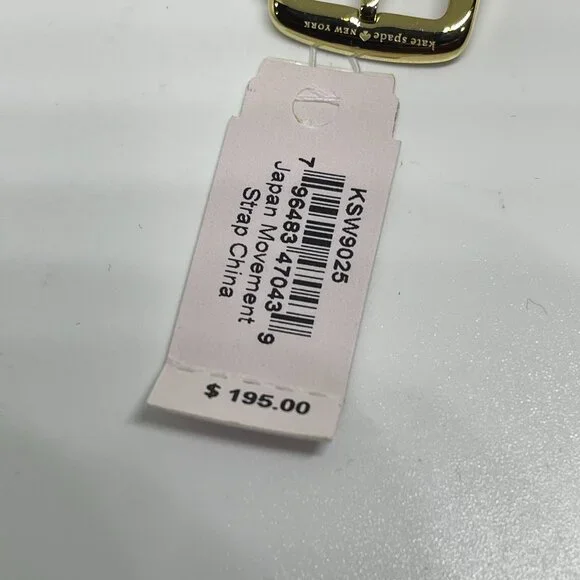 kate spade NEW YORK
KSW9025
7 96483 47043 9
Japan Movement
Strap China
$ 195.00